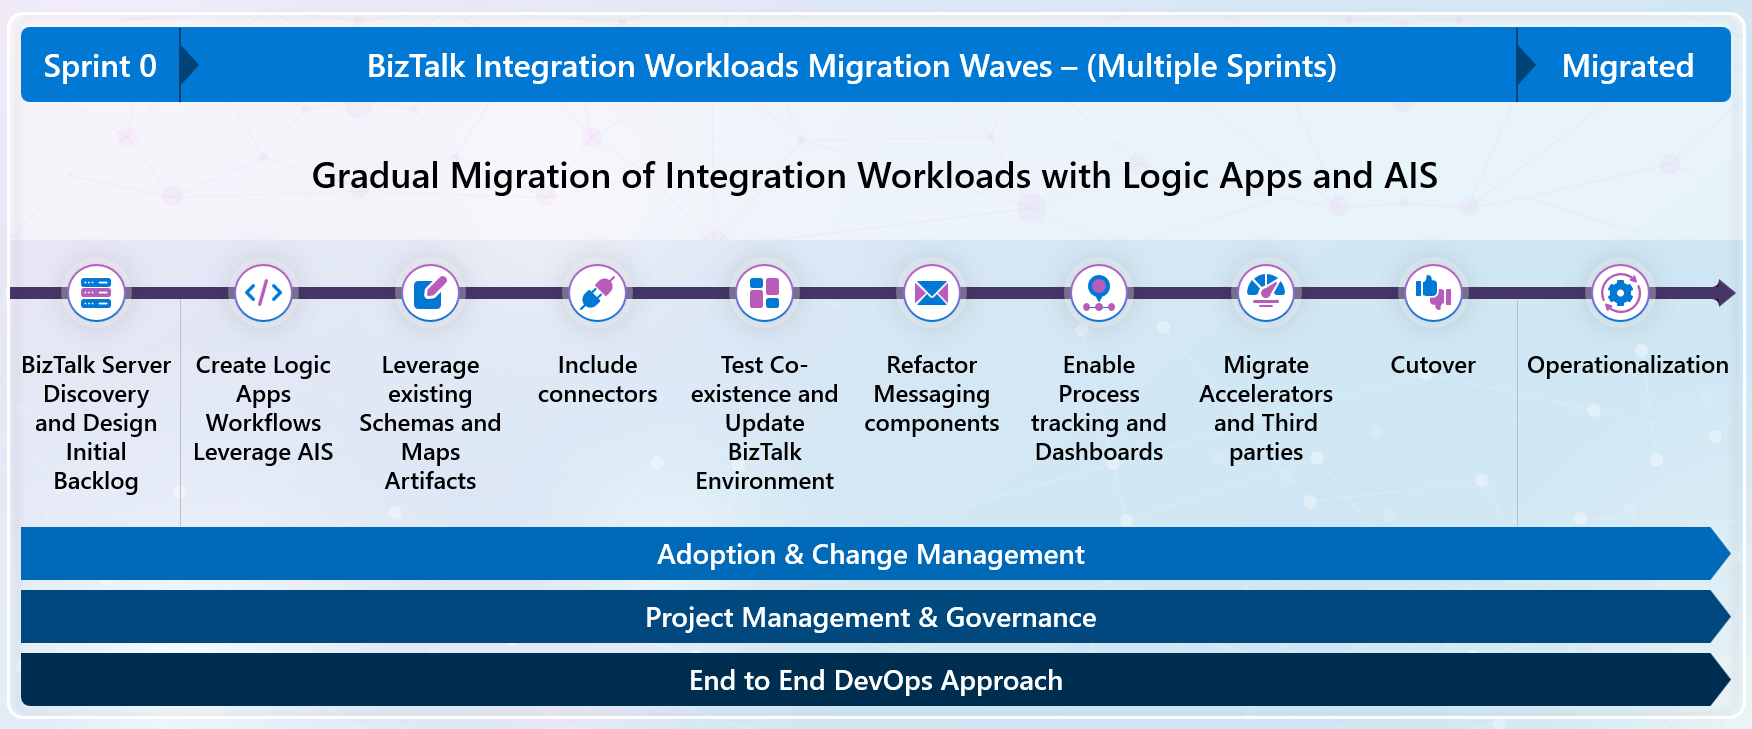 Sprint 0
BizTalk Integration Workloads Migration Waves – (Multiple Sprints)
Migrated
Gradual Migration of Integration Workloads with Logic Apps and AIS
BizTalk Server
Discovery
and Design
Initial
Backlog
Create Logic
Apps
Workflows
Leverage AIS
Leverage
existing
Schemas and
Maps
Artifacts
Include
connectors
Test Co-
existence and
Update
BizTalk
Environment
Refactor
Messaging
components
Enable
Process
tracking and
Dashboards
Migrate
Accelerators
and Third
parties
Cutover
Operationalization
Adoption & Change Management
Project Management & Governance
End to End DevOps Approach